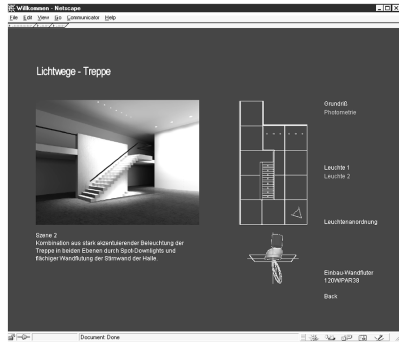 Willkommen - Netscape
File Edit View Go Communicator Help
Lichtwege - Treppe
Grundriß
Photometrie
Leuchte 1
Leuchte 2
Leuchtenanordnung
Szene 2
Kombination aus stark akzentuierender Beleuchtung der
Treppe in beiden Ebenen durch Spot-Downlights und
flächiger Wandflutung der Stirnwand der Halle.
Einbau-Wandfluter
120W/PAR38
Back
Document: Done